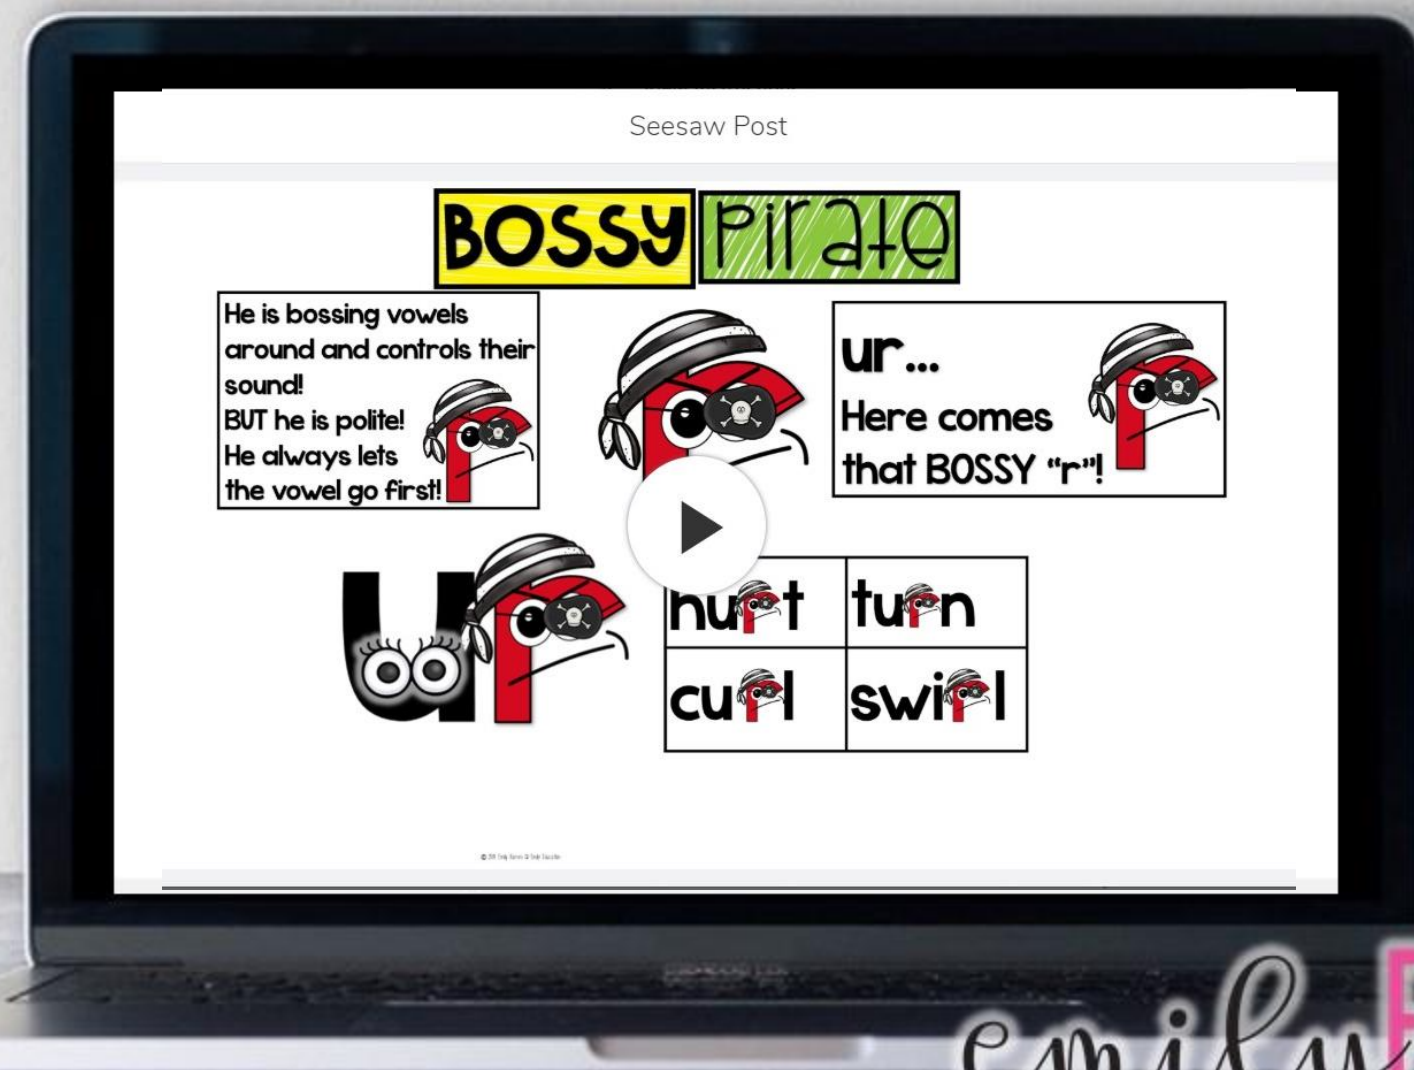 Seesaw Post
BOSSY pirate
He is bossing vowels
around and controls their
sound!
BUT he is polite!
He always lets
the vowel go first!
ur...
Here comes
that BOSSY “r”!
ur
hurt
turn
curl
swirl
emily